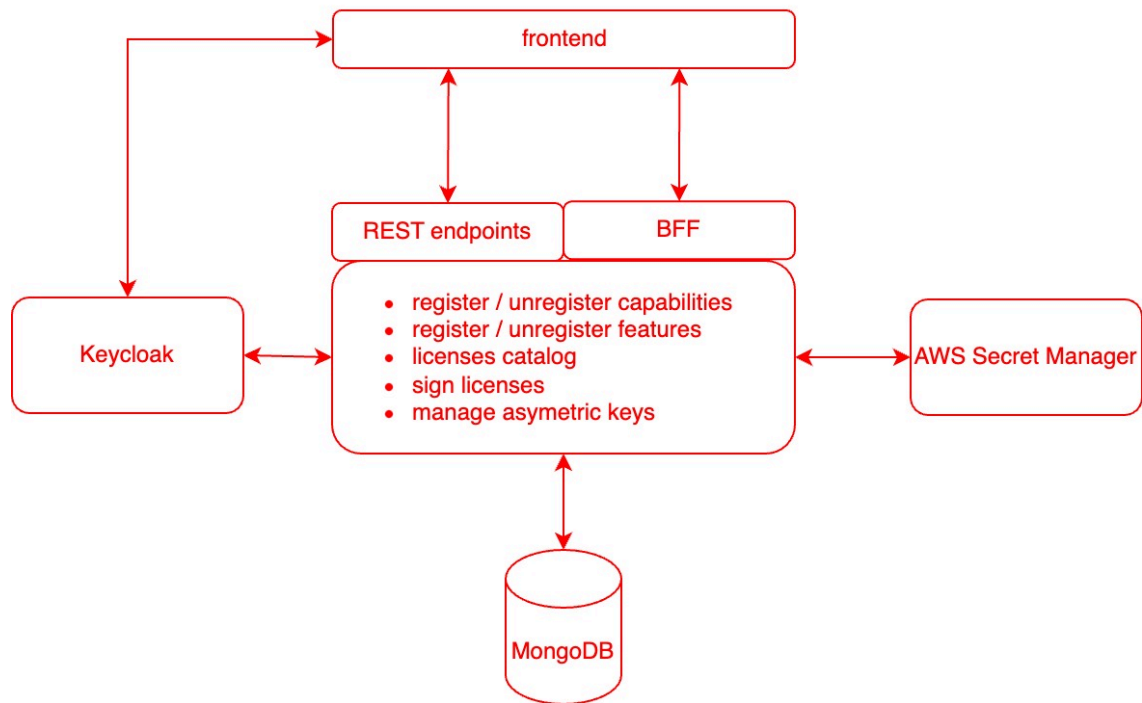 frontend
REST endpoints
BFF
• register / unregister capabilities
• register / unregister features
• licenses catalog
• sign licenses
• manage asymetric keys
Keycloak
AWS Secret Manager
MongoDB